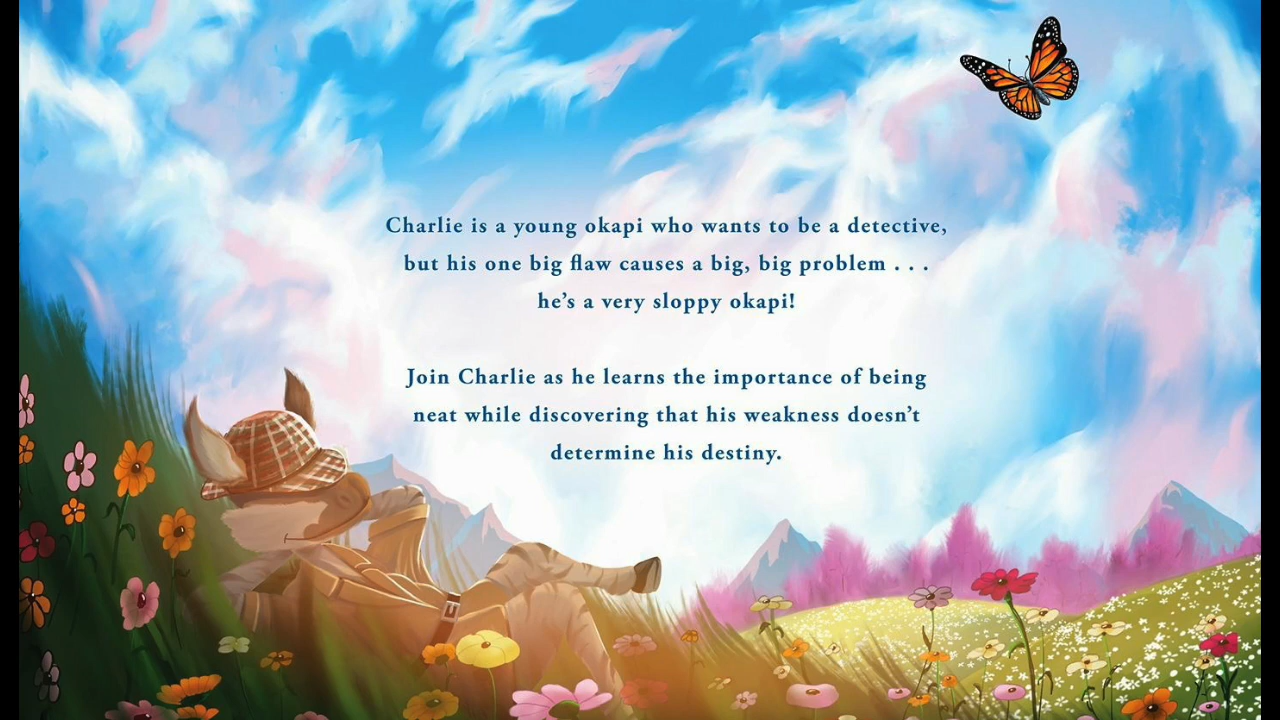 Charlie is a young okapi who wants to be a detective,
but his one big flaw causes a big, big problem . . .
he’s a very sloppy okapi!
Join Charlie as he learns the importance of being
neat while discovering that his weakness doesn’t
determine his destiny.